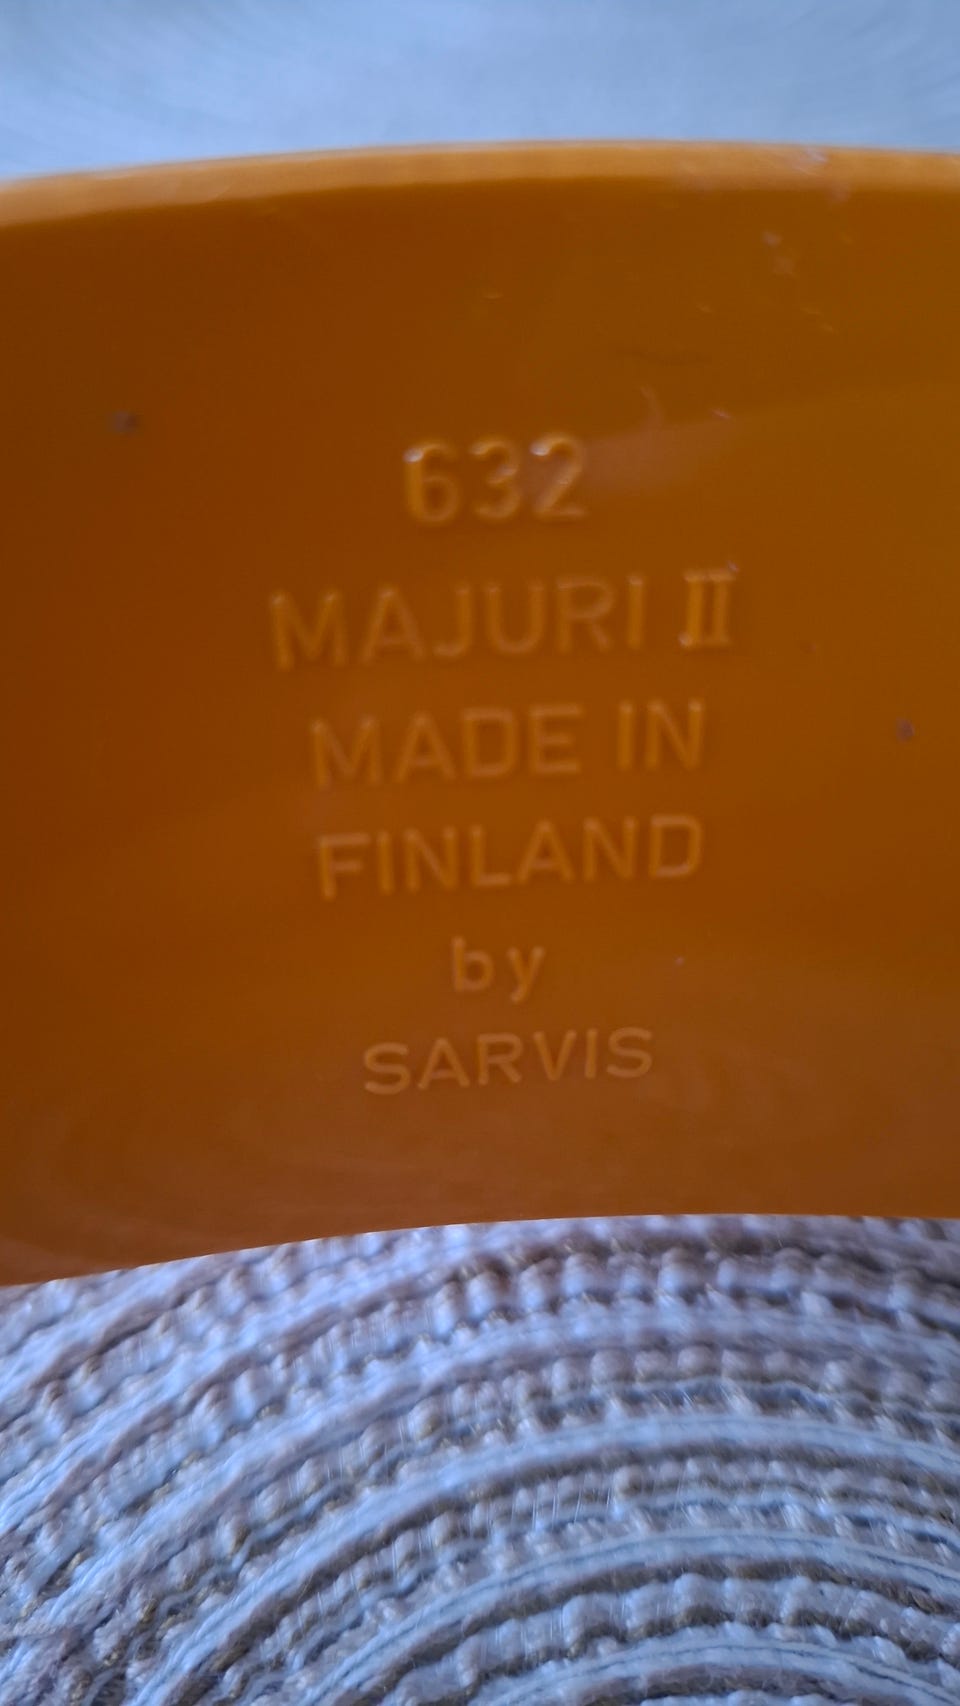 632
MAJURI II
MADE IN
FINLAND
by
SARVIS